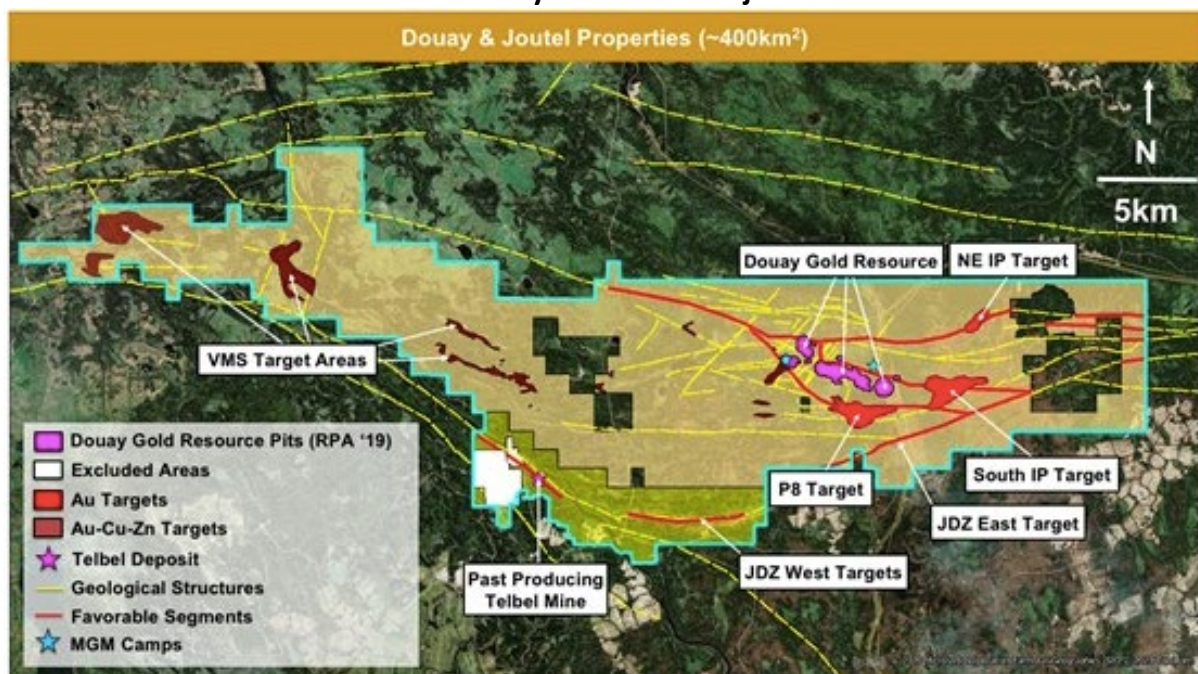 Douay & Joutel Properties (~400km²)
N
5km
Douay Gold Resource
NE IP Target
VMS Target Areas
Douay Gold Resource Pits (RPA '19)
Excluded Areas
Au Targets
Au-Cu-Zn Targets
Telbel Deposit
Geological Structures
Favorable Segments
MGM Camps
P8 Target
South IP Target
JDZ East Target
JDZ West Targets
Past Producing
Telbel Mine